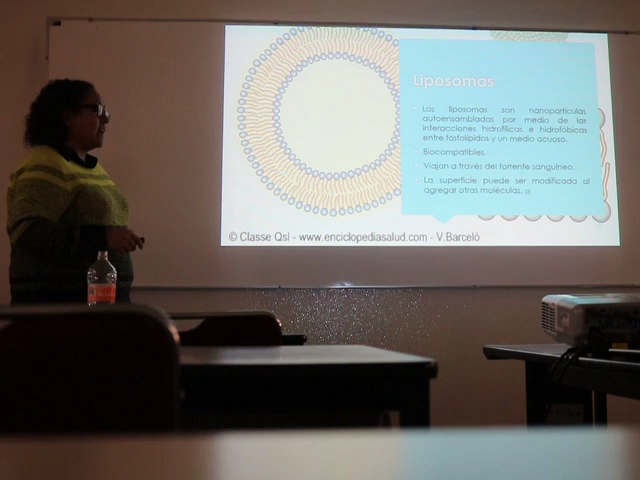 Liposomas
Los liposomas son nanopartículas
autoensambladas por medio de las
interacciones hidrofílicas e hidrofóbicas
entre fosfolípidos y un medio acuoso.
Biocompatibles.
Viajan a través del torrente sanguíneo.
La superficie puede ser modificada al
agregar otras moléculas.
© Classe Qsl - www.enciclopediasalud.com - V.Barceló